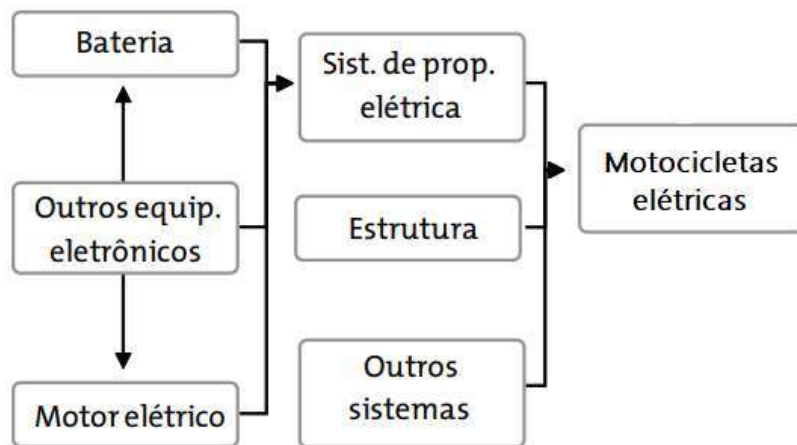 Bateria
Outros equip.
eletrônicos
Motor elétrico
Sist. de prop.
elétrica
Estrutura
Outros
sistemas
Motocicletas
elétricas